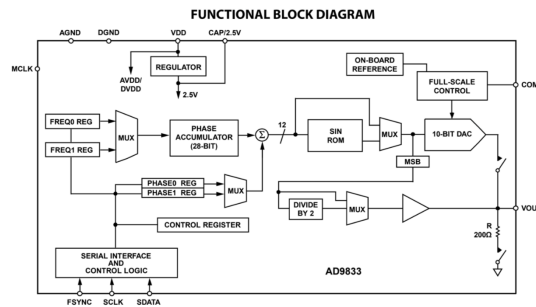 FUNCTIONAL BLOCK DIAGRAM
AGND
DGND
VDD
CAP/2.5V
MCLK
REGULATOR
AVDD/
DVDD
2.5V
ON-BOARD
REFERENCE
FULL-SCALE
CONTROL
COM
FREQ0 REG
FREQ1 REG
MUX
PHASE
ACCUMULATOR
(28-BIT)
Σ
12
SIN
ROM
MUX
10-BIT DAC
MSB
PHASE0 REG
PHASE1 REG
MUX
CONTROL REGISTER
DIVIDE
BY 2
MUX
VOU
R
200Ω
SERIAL INTERFACE
AND
CONTROL LOGIC
AD9833
FSYNC
SCLK
SDATA